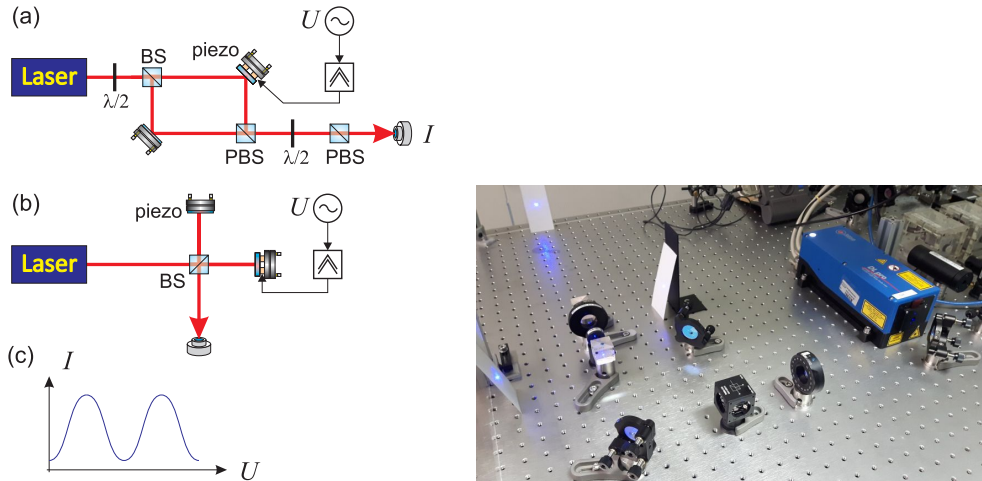 (a)
U
BS
piezo
Laser
λ/2
I
PBS
λ/2
PBS
(b)
piezo
U
Laser
BS
(c)
I
U